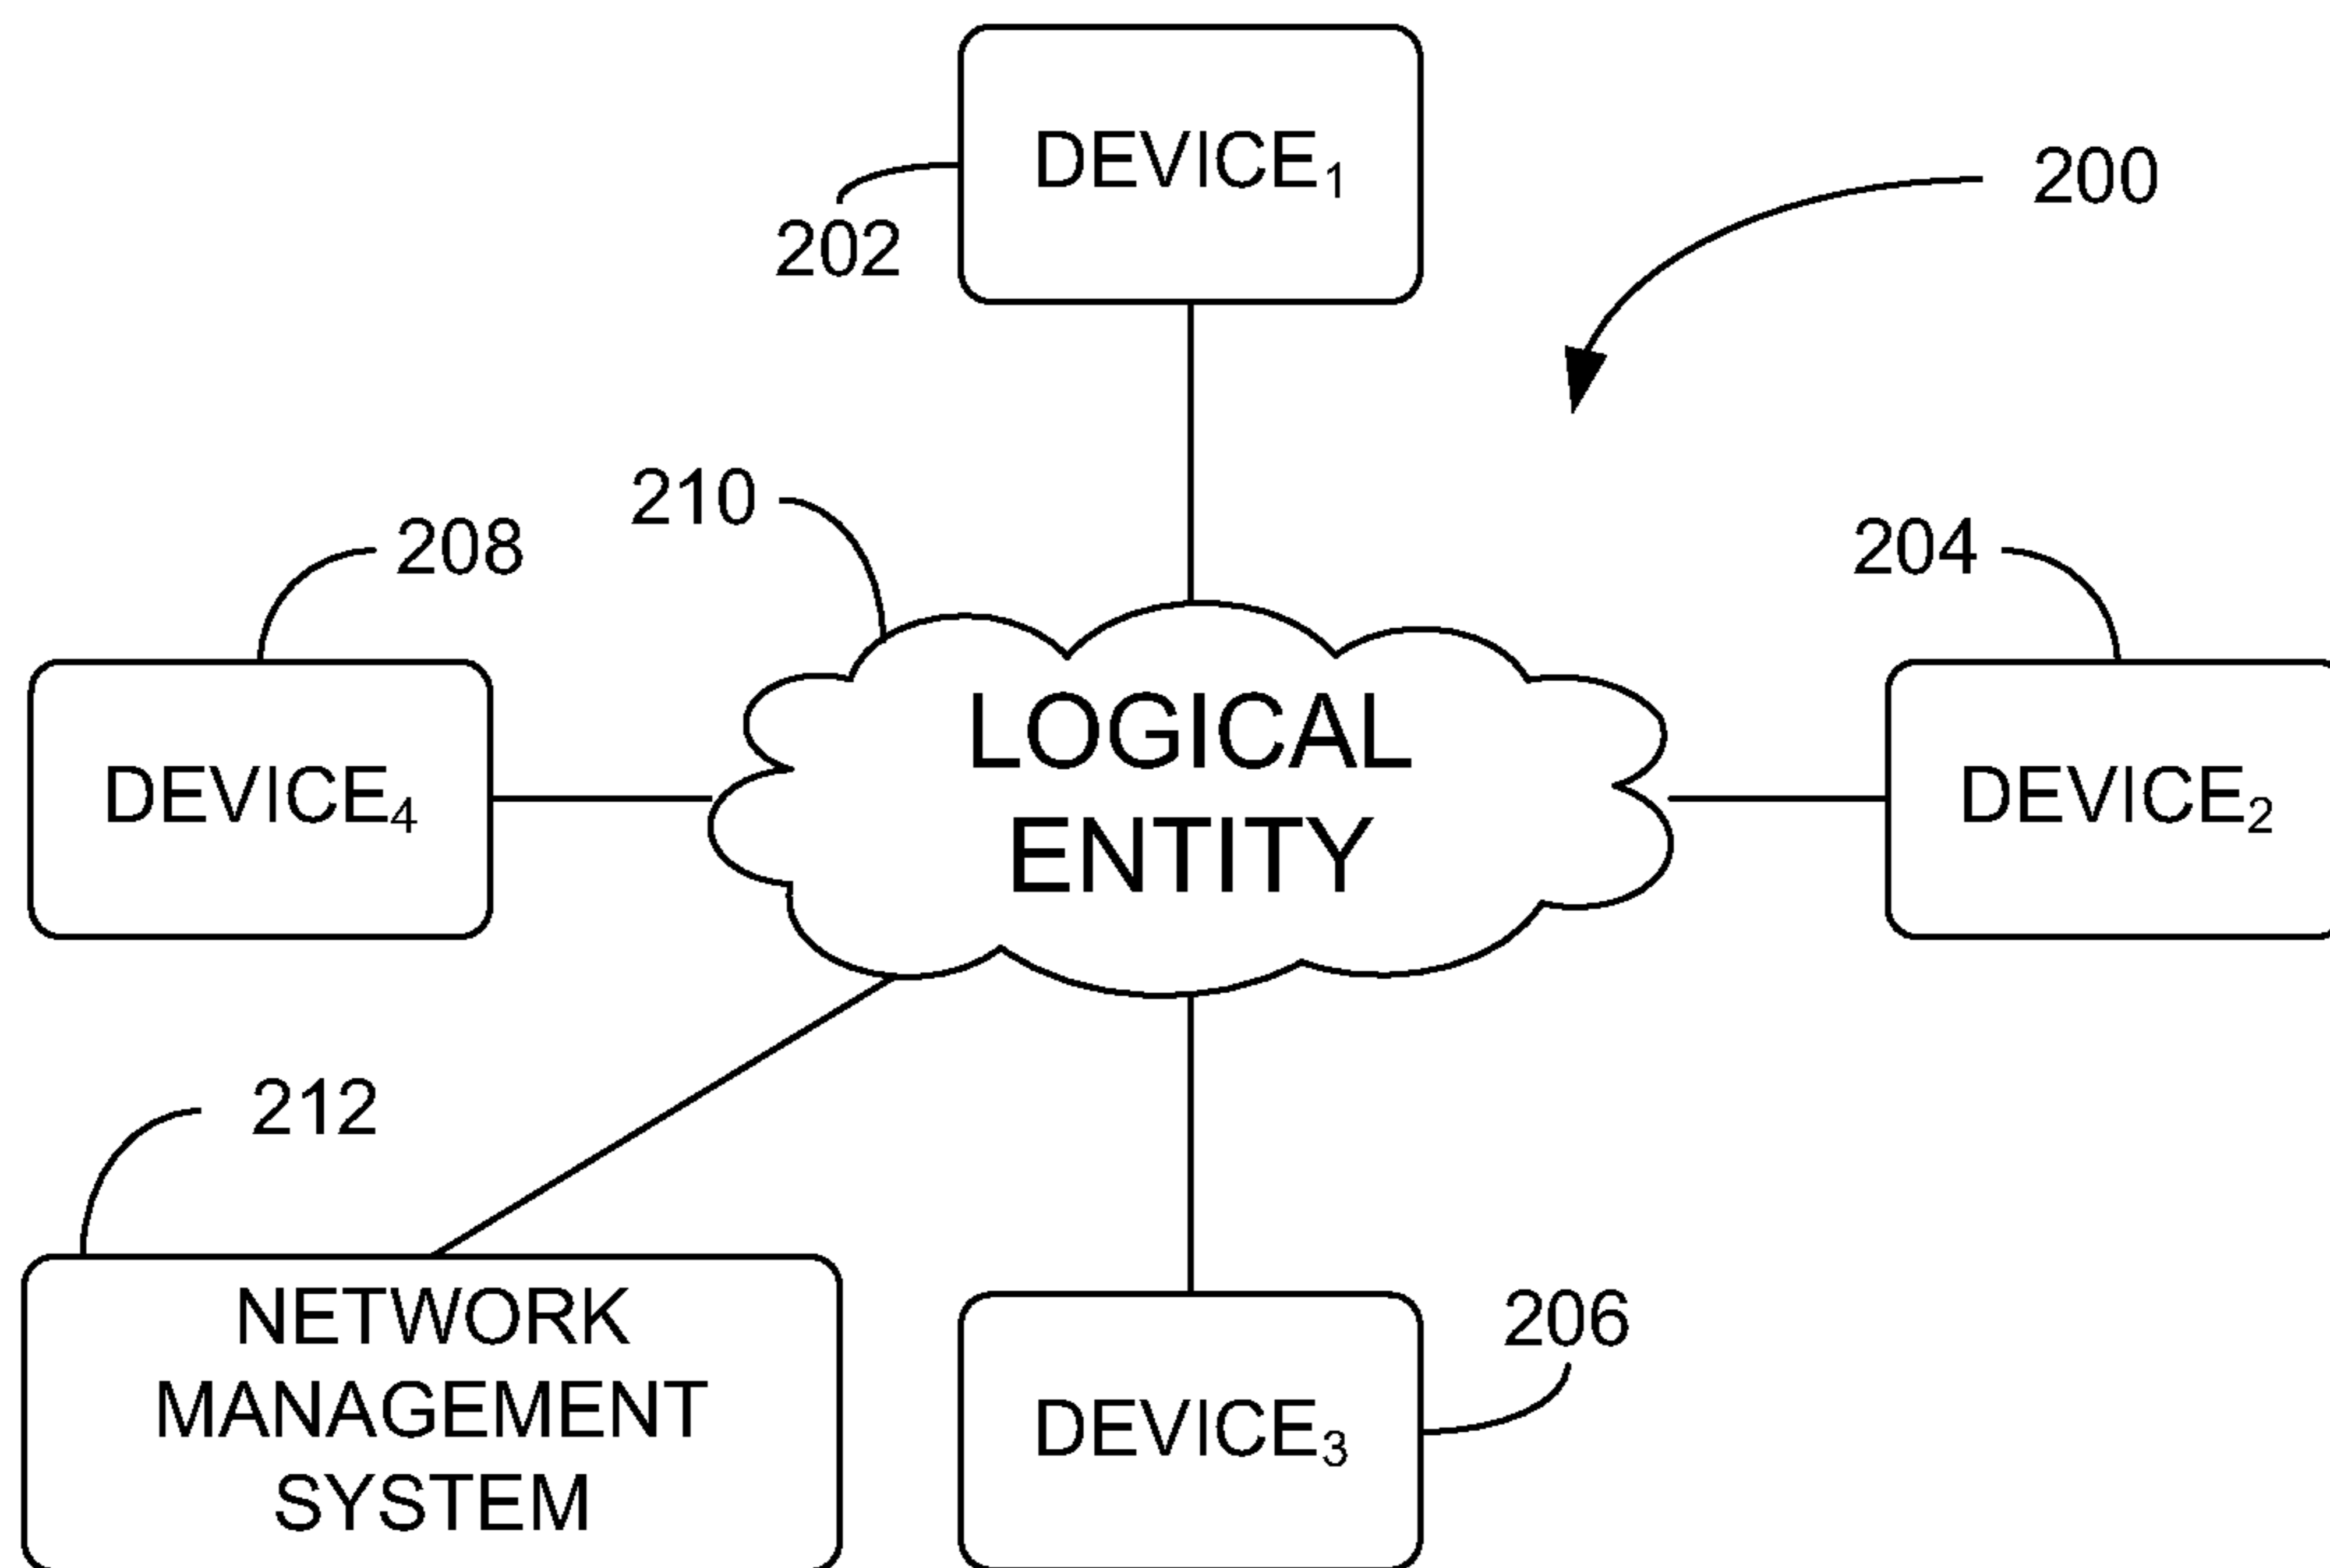 DEVICE₁
200
202
210
208
204
LOGICAL
ENTITY
DEVICE₄
DEVICE₂
212
NETWORK
MANAGEMENT
SYSTEM
206
DEVICE₃